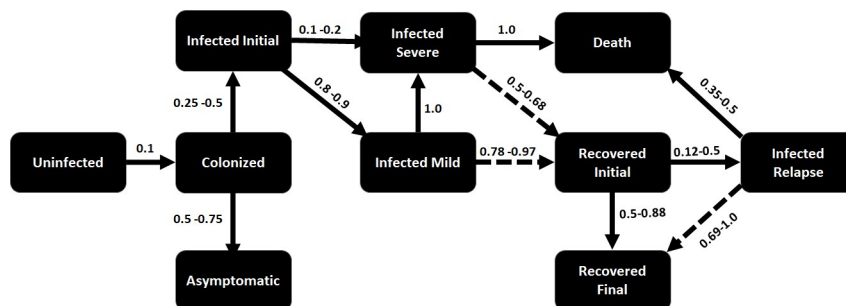 Infected Initial
0.1 -0.2
Infected
Severe
1.0
Death
0.25 -0.5
0.8 -0.9
1.0
0.5-0.68
0.35-0.5
Uninfected
0.1
Colonized
Infected Mild
0.78 -0.97
Recovered
Initial
0.12-0.5
Infected
Relapse
0.5 -0.75
0.5-0.88
0.69-1.0
Asymptomatic
Recovered
Final